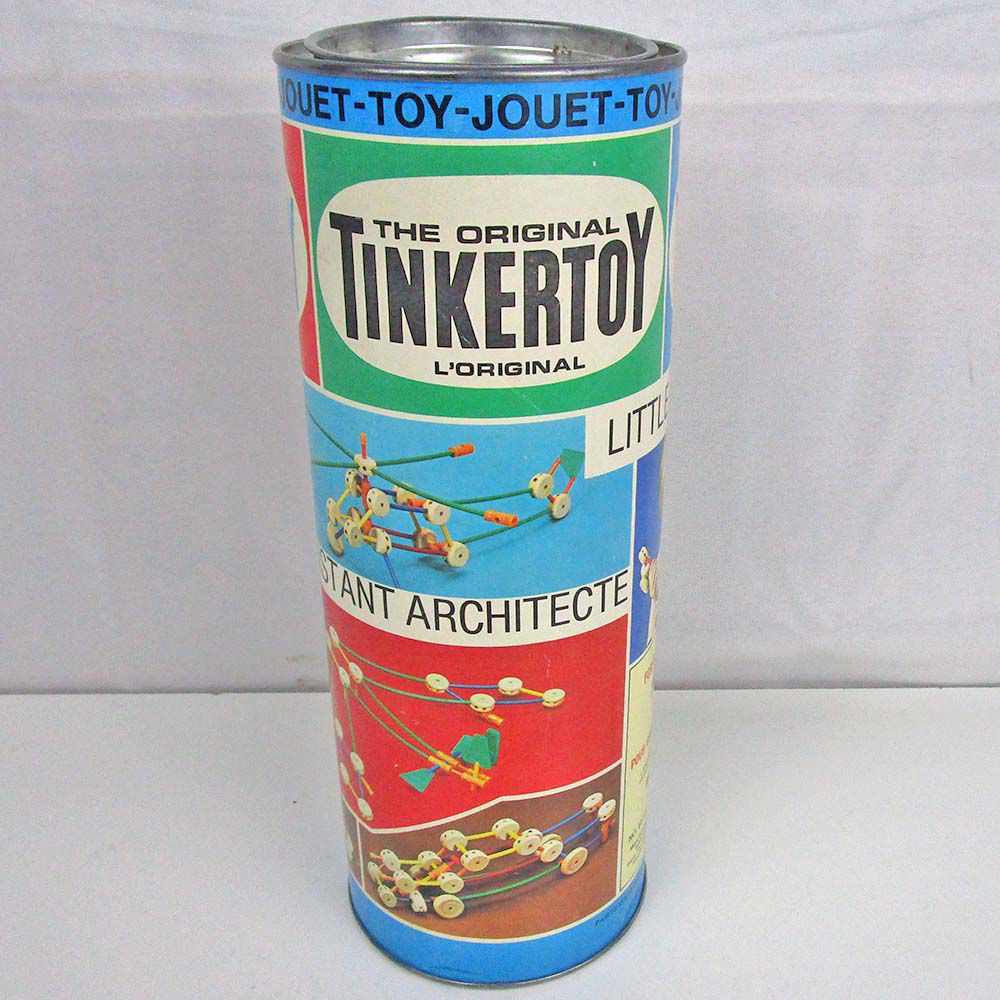 JOUET-TOY-JOUET-TOY-
THE ORIGINAL
TINKERTOY
L'ORIGINAL
LITTLE
STANT ARCHITECTE